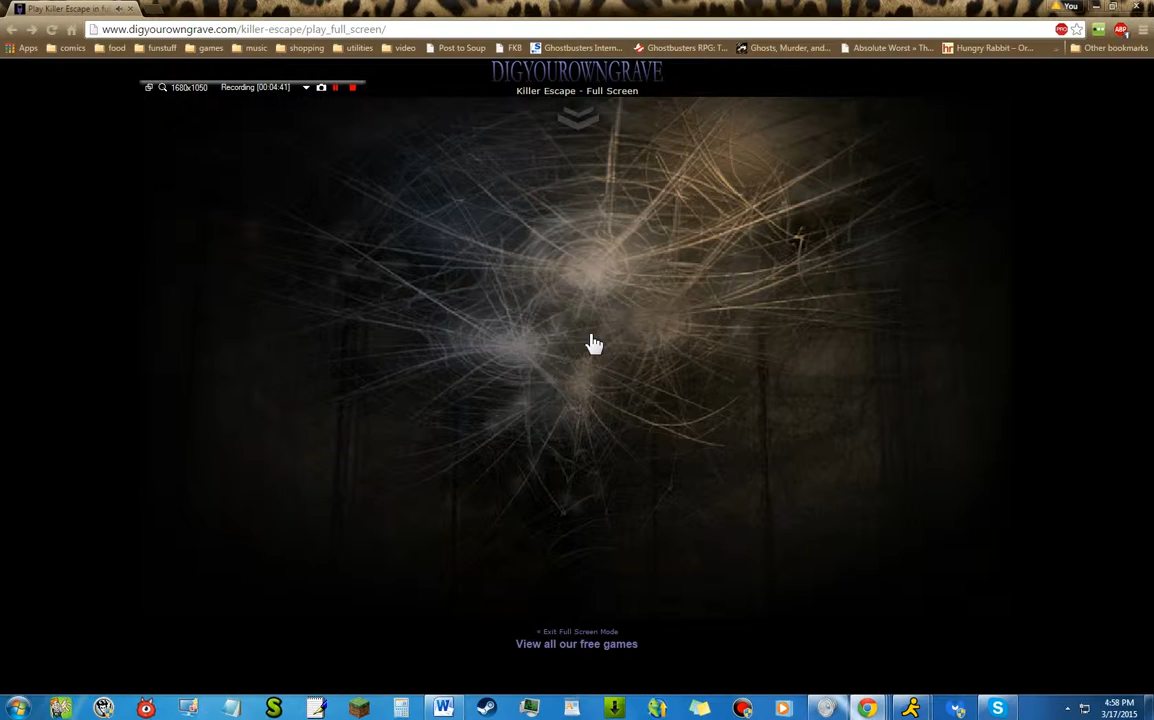 Play Killer Escape in fu
You
www.digyourowngrave.com/killer-escape/play_full_screen/
Apps comics food funstuff games music shopping utilities video Post to Soup FKB Ghostbusters Intern... Ghostbusters RPG: T... Ghosts, Murder, and... Absolute Worst » Th... Hungry Rabbit – Or... Other bookmarks
DIGYOUROWNGRAVE
1680x1050 Recording [00:04:41]
Killer Escape - Full Screen
« Exit Full Screen Mode
View all our free games
4:58 PM
3/17/2015